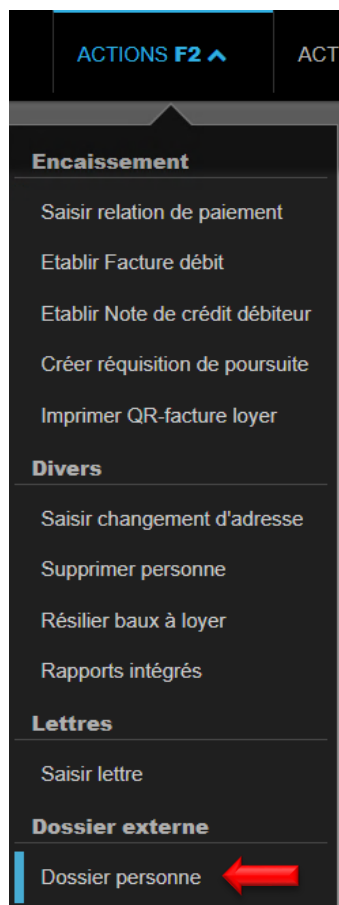 ACTIONS F2 ACT
Encaissement
Saisir relation de paiement
Etablir Facture débit
Etablir Note de crédit débiteur
Créer réquisition de poursuite
Imprimer QR-facture loyer
Divers
Saisir changement d'adresse
Supprimer personne
Résilier baux à loyer
Rapports intégrés
Lettres
Saisir lettre
Dossier externe
Dossier personne